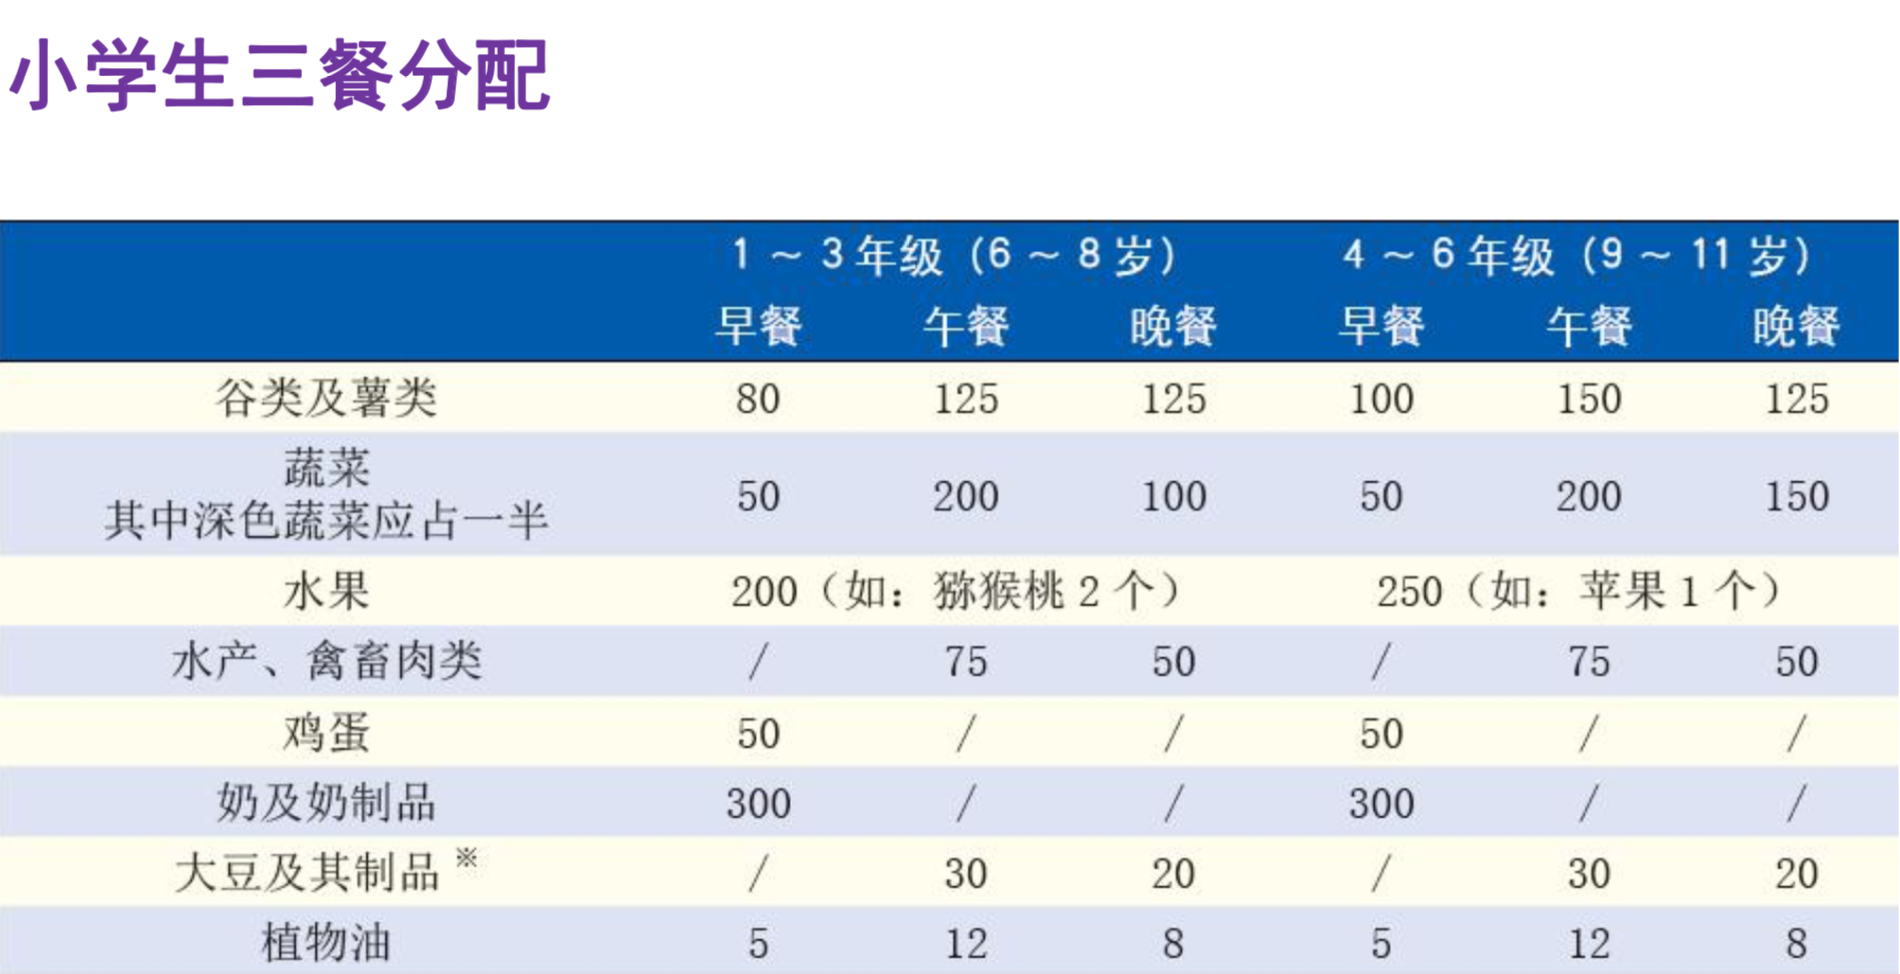 小学生三餐分配
1 ~ 3 年级（6 ~ 8 岁） 4 ~ 6 年级（9 ~ 11 岁）
早餐 午餐 晚餐 早餐 午餐 晚餐
谷类及薯类 80 125 125 100 150 125
蔬菜
其中深色蔬菜应占一半 50 200 100 50 200 150
水果 200（如：猕猴桃 2 个） 250（如：苹果 1 个）
水产、禽畜肉类 / 75 50 / 75 50
鸡蛋 50 / / 50 / /
奶及奶制品 300 / / 300 / /
大豆及其制品※ / 30 20 / 30 20
植物油 5 12 8 5 12 8